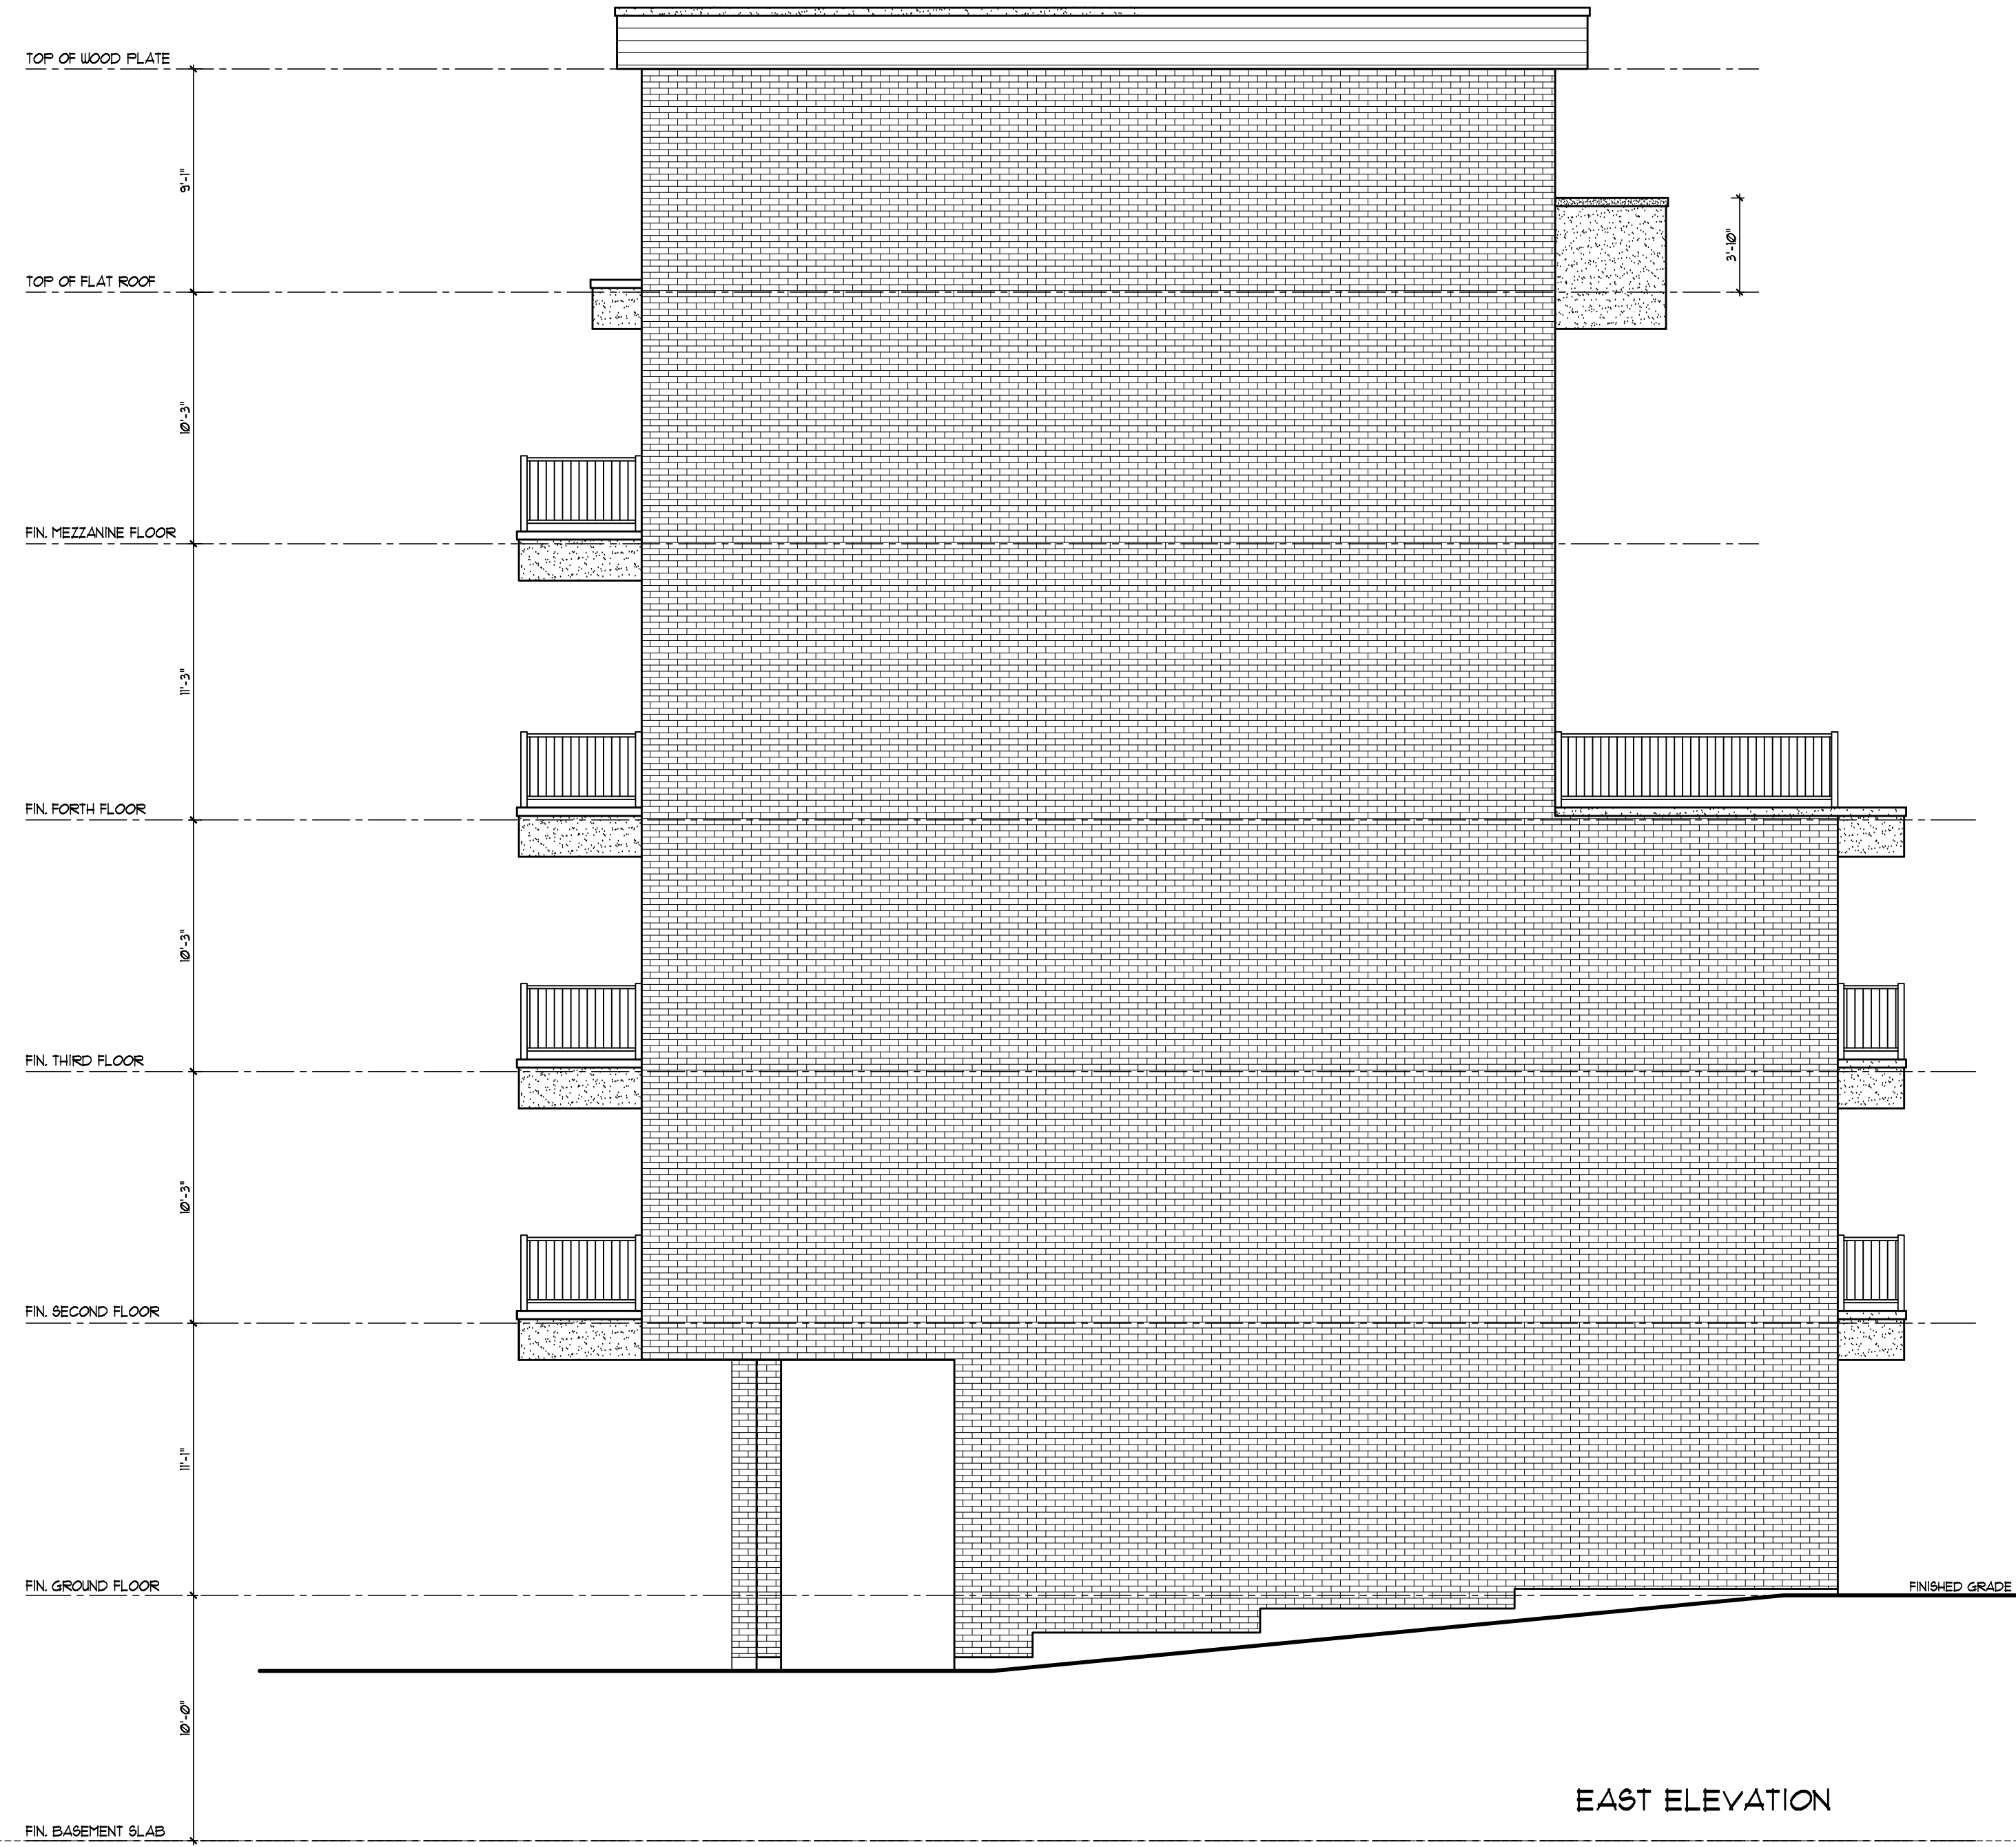 TOP OF WOOD PLATE
9'-1"
3'-10"
TOP OF FLAT ROOF
10'-3"
FIN. MEZZANINE FLOOR
11'-3"
FIN. FORTH FLOOR
10'-3"
FIN. THIRD FLOOR
10'-3"
FIN. SECOND FLOOR
11'-1"
FIN. GROUND FLOOR
FINISHED GRADE
10'-0"
EAST ELEVATION
FIN. BASEMENT SLAB